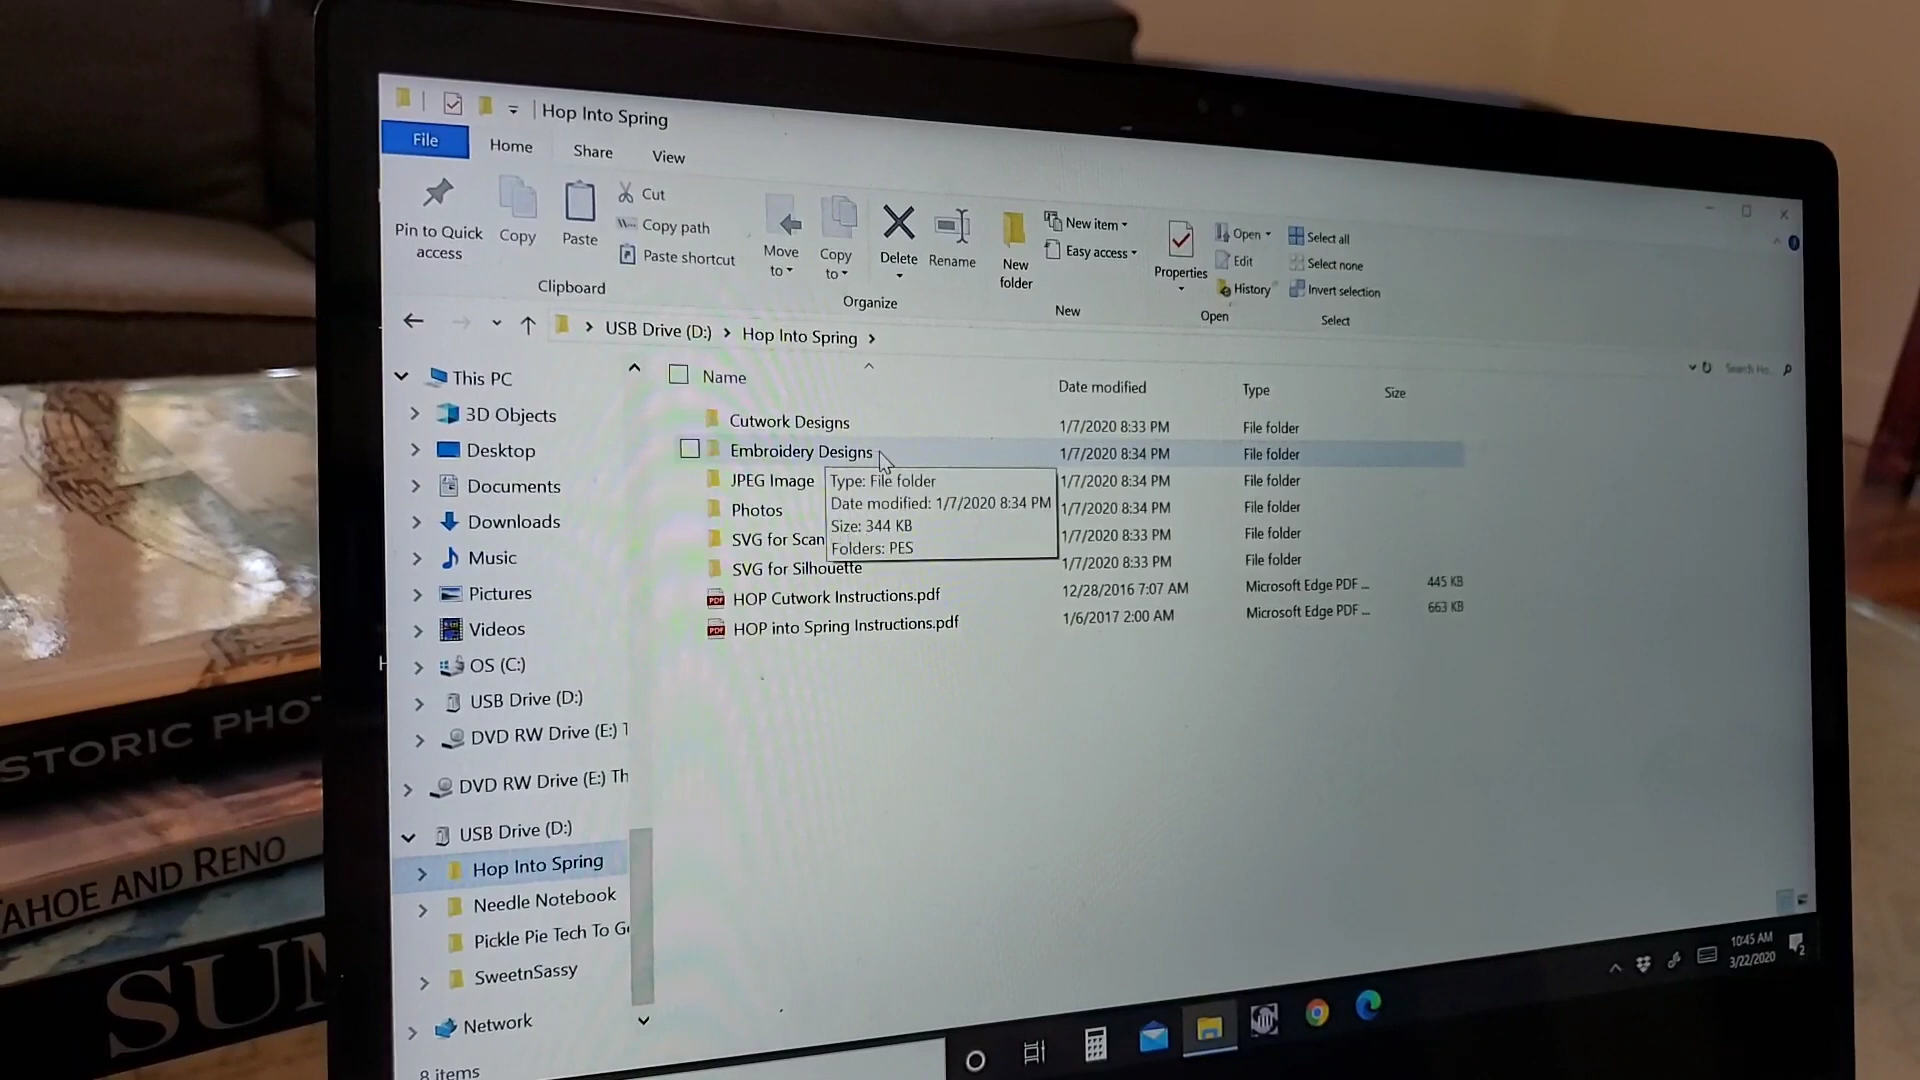 Hop Into Spring
File Home Share View
Pin to Quick access
Copy
Paste
Cut
Copy path
Paste shortcut
Clipboard
Move to
Copy to
Delete
Rename
Organize
New folder
New item
Easy access
New
Properties
Open
Edit
History
Open
Select all
Select none
Invert selection
Select
USB Drive (D:) Hop Into Spring
Search Ho..
This PC
3D Objects
Desktop
Documents
Downloads
Music
Pictures
Videos
OS (C:)
USB Drive (D:)
DVD RW Drive (E:) T
DVD RW Drive (E:) Th
USB Drive (D:)
Hop Into Spring
Needle Notebook
Pickle Pie Tech To G
SweetnSassy
Network
8 items
Name Date modified Type Size
Cutwork Designs 1/7/2020 8:33 PM File folder
Embroidery Designs 1/7/2020 8:34 PM File folder
JPEG Image 1/7/2020 8:34 PM File folder
Photos 1/7/2020 8:34 PM File folder
SVG for Scan 1/7/2020 8:33 PM File folder
SVG for Silhouette 1/7/2020 8:33 PM File folder
HOP Cutwork Instructions.pdf 12/28/2016 7:07 AM Microsoft Edge PDF ... 445 KB
HOP into Spring Instructions.pdf 1/6/2017 2:00 AM Microsoft Edge PDF ... 663 KB
Type: File folder
Date modified: 1/7/2020 8:34 PM
Size: 344 KB
Folders: PES
10:45 AM
3/22/2020
2
STORIC PHOT
TAHOE AND RENO
SUM